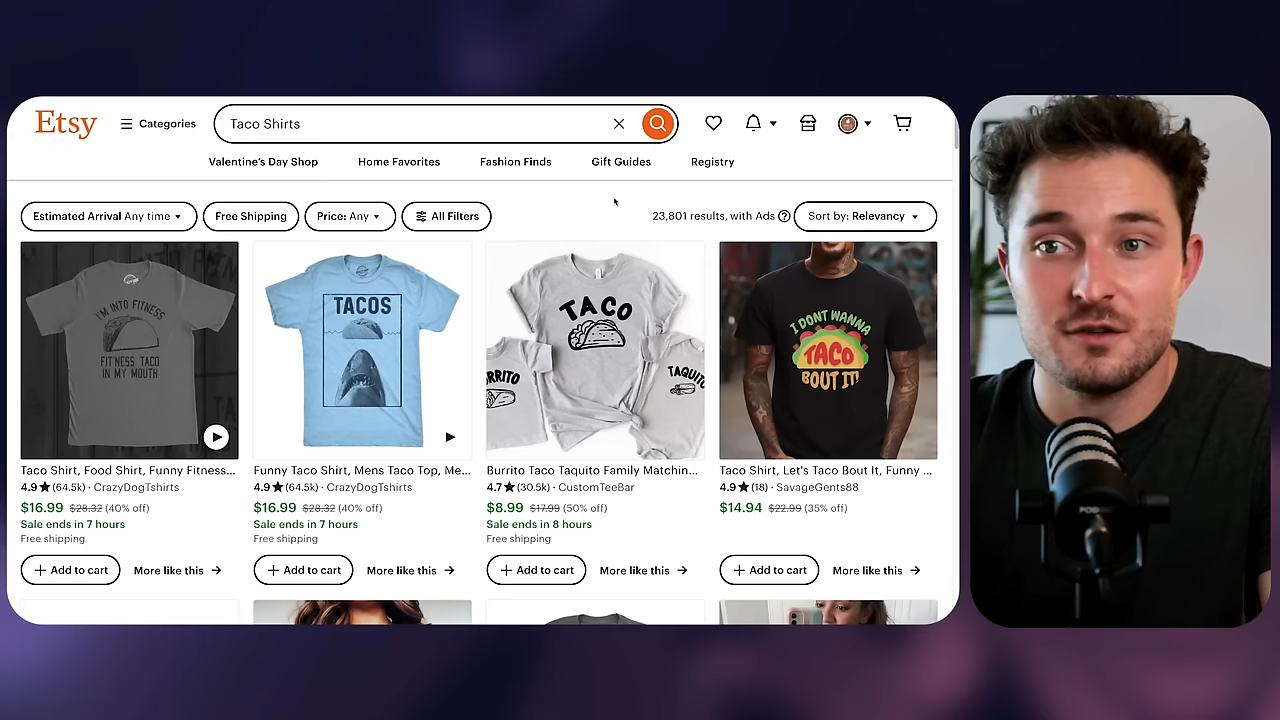 Etsy
Categories
Taco Shirts
Valentine's Day Shop
Home Favorites
Fashion Finds
Gift Guides
Registry
Estimated Arrival Any time
Free Shipping
Price: Any
All Filters
23,801 results, with Ads
Sort by: Relevancy
I'M INTO FITNESS
FIT'NESS TACO
IN MY MOUTH
TACOS
TACO
RRITO
TAQUITO
I DONT WANNA
TACO
BOUT IT!
Taco Shirt, Food Shirt, Funny Fitness...
4.9★(64.5k) · CrazyDogTshirts
$16.99 $28.32 (40% off)
Sale ends in 7 hours
Free shipping
+ Add to cart
More like this →
Funny Taco Shirt, Mens Taco Top, Me...
4.9★(64.5k) · CrazyDogTshirts
$16.99 $28.32 (40% off)
Sale ends in 7 hours
Free shipping
+ Add to cart
More like this →
Burrito Taco Taquito Family Matchin...
4.7★(30.5k) · CustomTeeBar
$8.99 $17.99 (50% off)
Sale ends in 8 hours
Free shipping
+ Add to cart
More like this →
Taco Shirt, Let's Taco Bout It, Funny ...
4.9★(18) · SavageGents88
$14.94 $22.99 (35% off)
+ Add to cart
More like this →